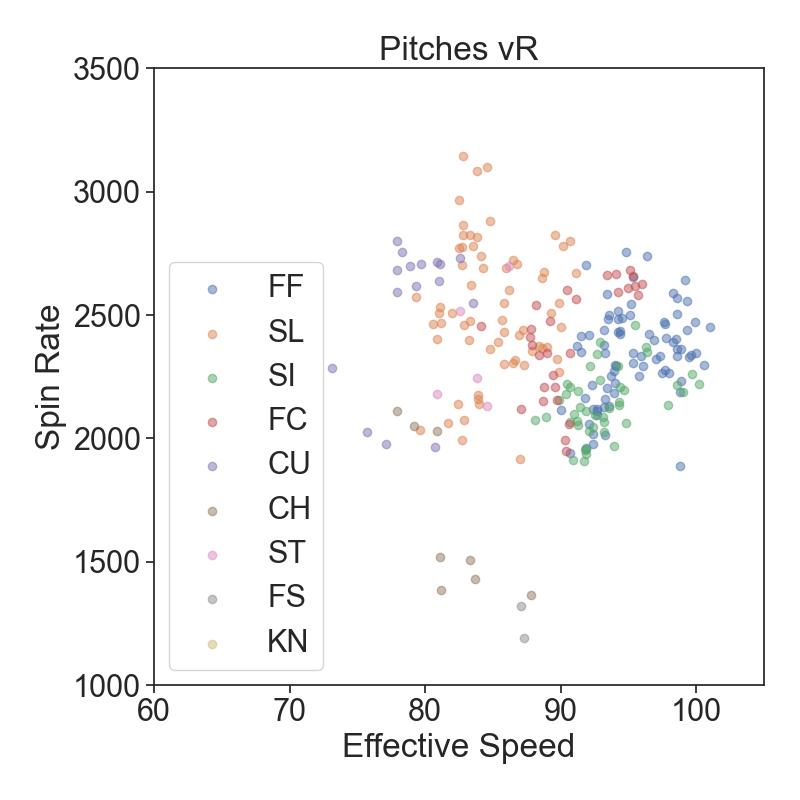 Pitches vR
3500
3000
2500
2000
1500
1000
Spin Rate
FF
SL
SI
FC
CU
CH
ST
FS
KN
60 70 80 90 100
Effective Speed